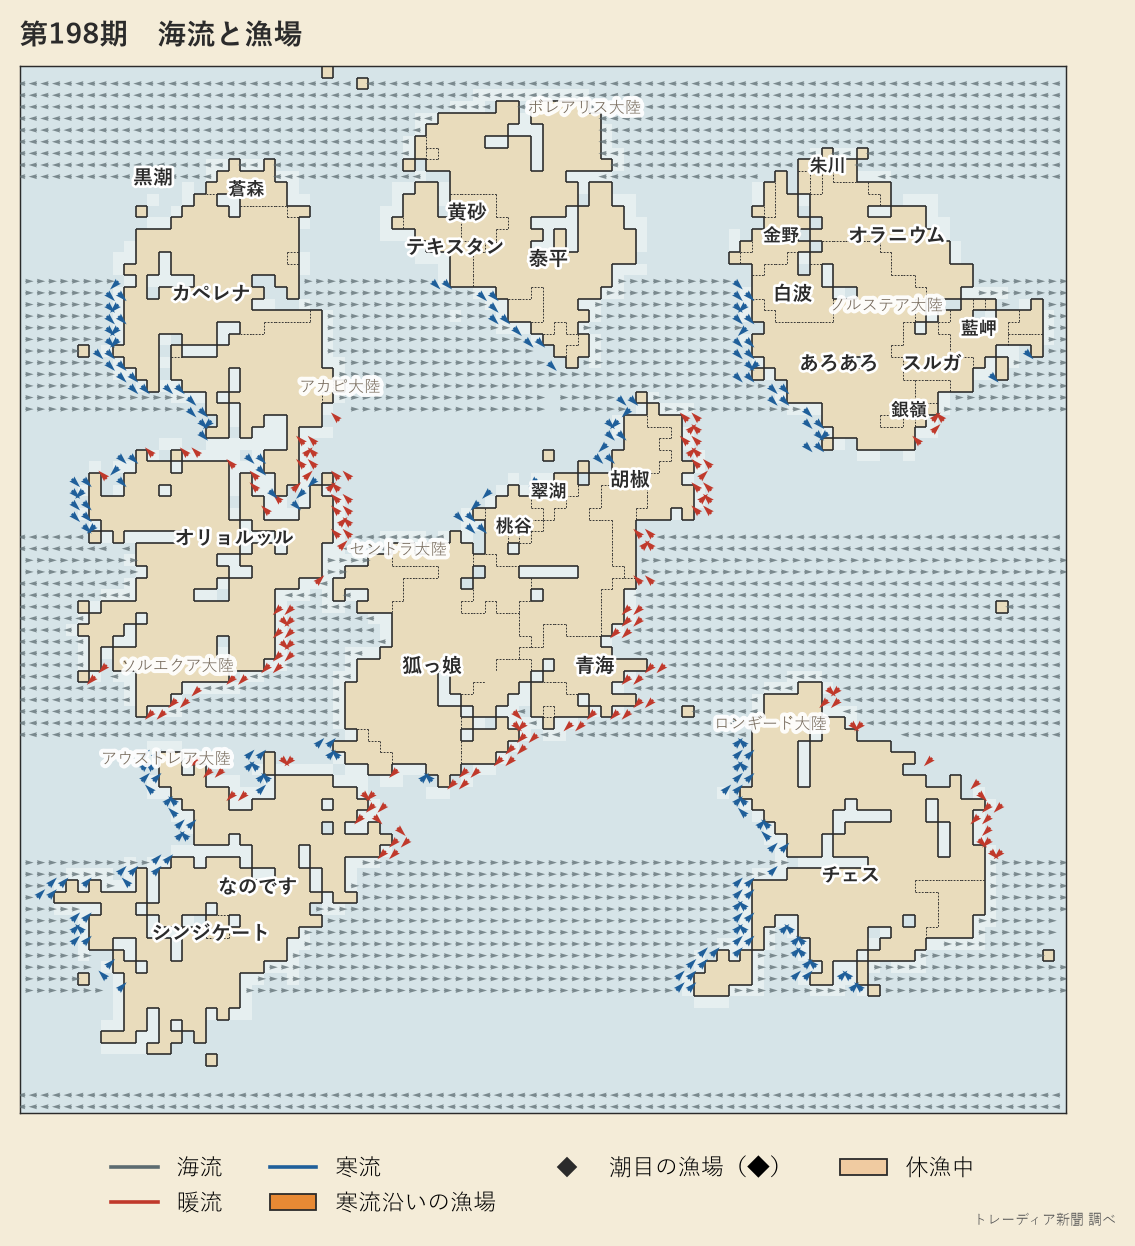 第198期　海流と漁場
ボレアリス大陸
朱川
黒潮
蒼森
黄砂
金野
オラニウム
テキスタン
泰平
カペレナ
白波
ノルステア大陸
藍岬
あろあろ
スルガ
アカピ大陸
銀嶺
胡椒
翠湖
桃谷
オリョルッル
セントラ大陸
ソルエクア大陸
狐っ娘
青海
ロンギード大陸
アウストレア大陸
チェス
なのです
シンジケート
海流
寒流
潮目の漁場（◆）
休漁中
暖流
寒流沿いの漁場
トレーディア新聞 調べ